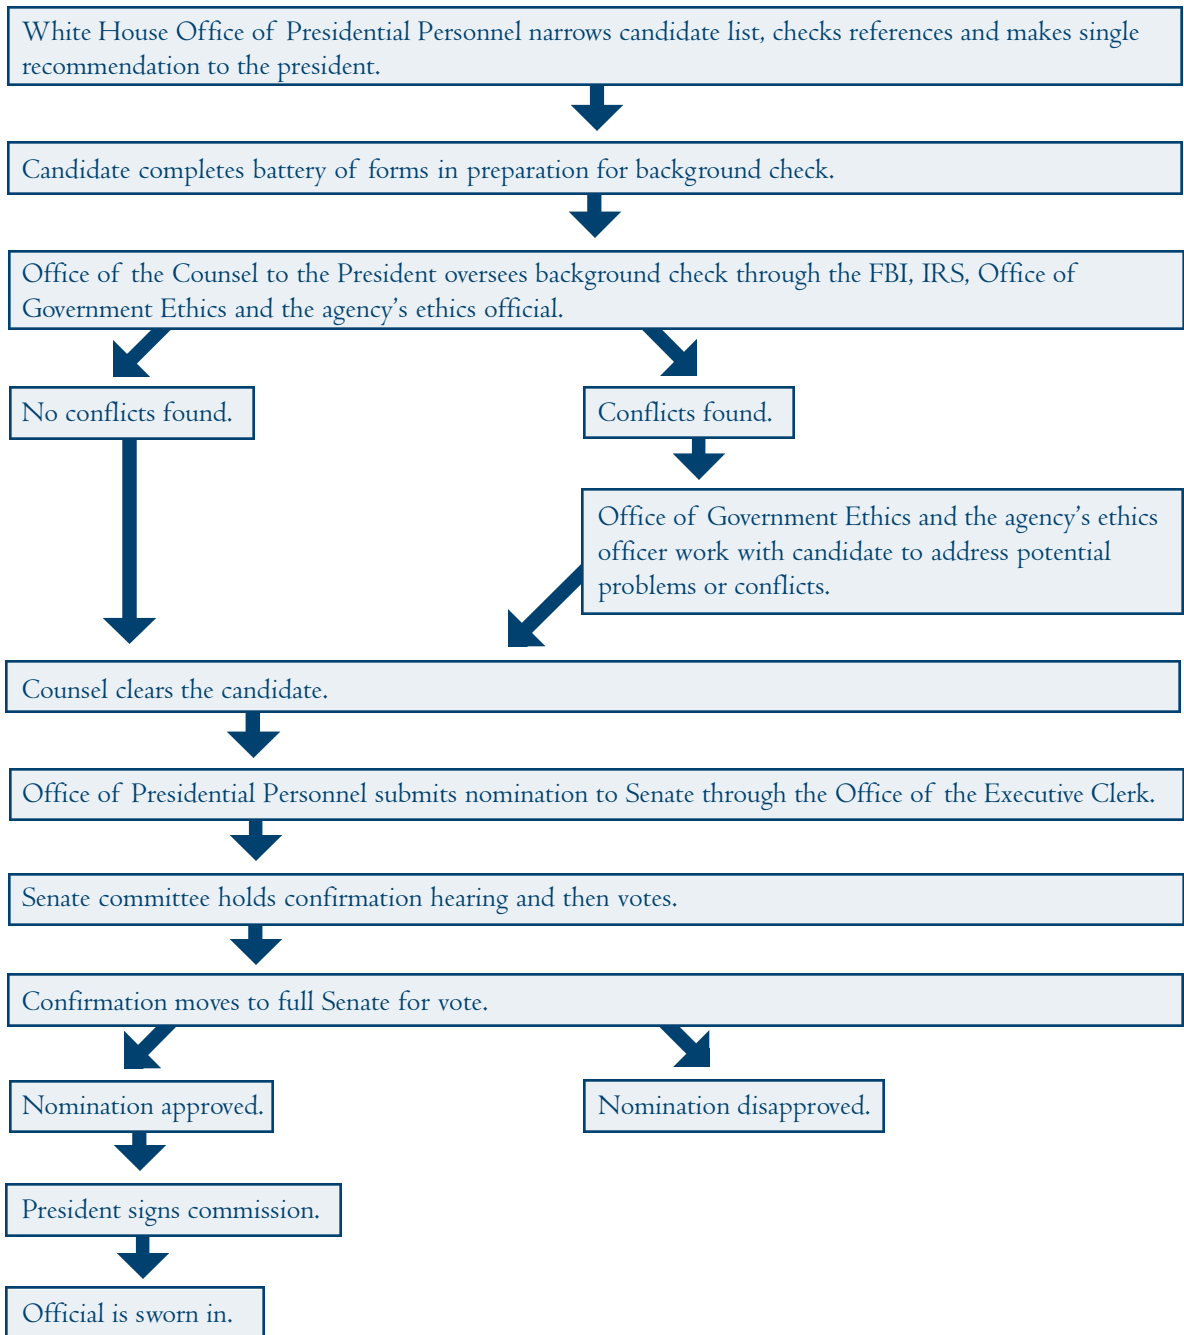 White House Office of Presidential Personnel narrows candidate list, checks references and makes single
recommendation to the president.
Candidate completes battery of forms in preparation for background check.
Office of the Counsel to the President oversees background check through the FBI, IRS, Office of
Government Ethics and the agency’s ethics official.
No conflicts found.
Conflicts found.
Office of Government Ethics and the agency’s ethics
officer work with candidate to address potential
problems or conflicts.
Counsel clears the candidate.
Office of Presidential Personnel submits nomination to Senate through the Office of the Executive Clerk.
Senate committee holds confirmation hearing and then votes.
Confirmation moves to full Senate for vote.
Nomination approved.
Nomination disapproved.
President signs commission.
Official is sworn in.